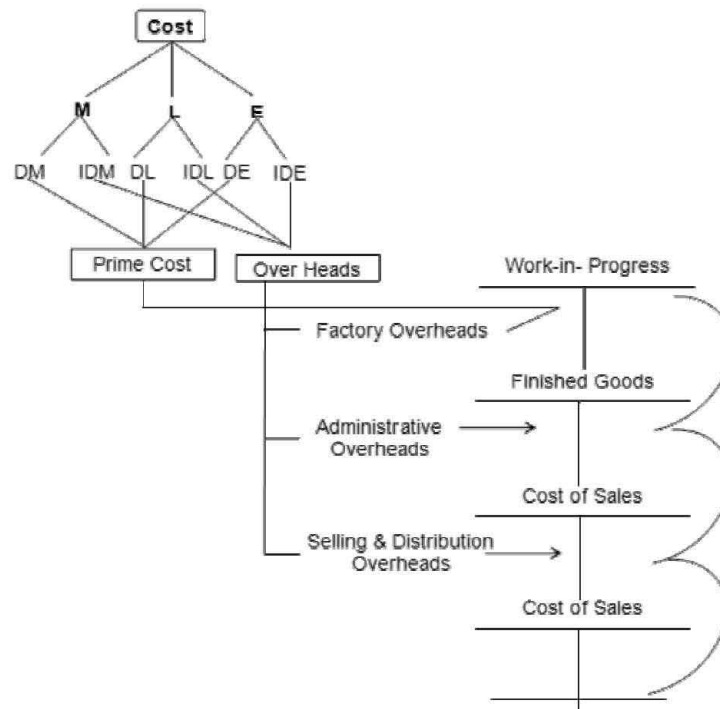 Cost
M L E
DM IDM DL IDL DE IDE
Prime Cost Over Heads
Work-in- Progress
Factory Overheads
Finished Goods
Administrative
Overheads
Cost of Sales
Selling & Distribution
Overheads
Cost of Sales